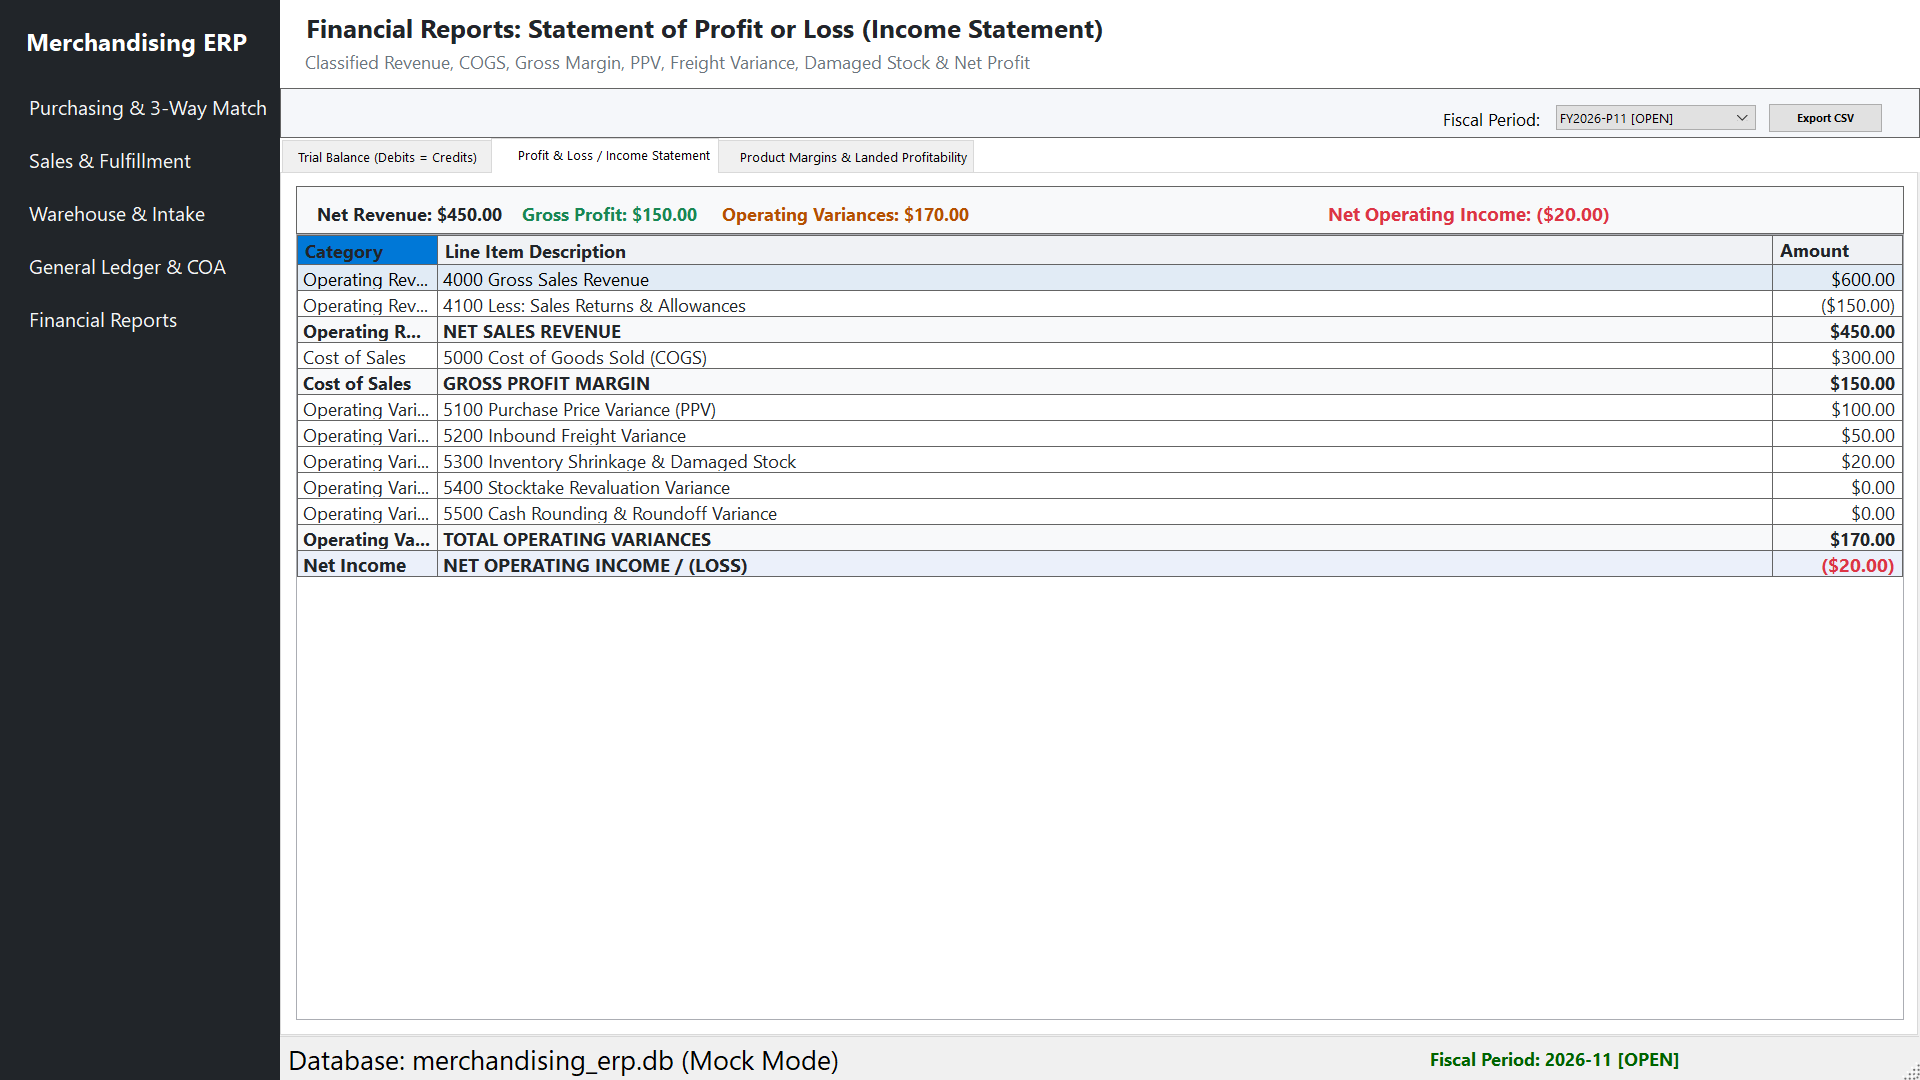 Merchandising ERP
Purchasing & 3-Way Match
Sales & Fulfillment
Warehouse & Intake
General Ledger & COA
Financial Reports
Financial Reports: Statement of Profit or Loss (Income Statement)
Classified Revenue, COGS, Gross Margin, PPV, Freight Variance, Damaged Stock & Net Profit
Fiscal Period: FY2026-P11 [OPEN] Export CSV
Trial Balance (Debits = Credits) Profit & Loss / Income Statement Product Margins & Landed Profitability
Net Revenue: $450.00 Gross Profit: $150.00 Operating Variances: $170.00 Net Operating Income: ($20.00)
Category Line Item Description Amount
Operating Rev... 4000 Gross Sales Revenue $600.00
Operating Rev... 4100 Less: Sales Returns & Allowances ($150.00)
Operating R... NET SALES REVENUE $450.00
Cost of Sales 5000 Cost of Goods Sold (COGS) $300.00
Cost of Sales GROSS PROFIT MARGIN $150.00
Operating Vari... 5100 Purchase Price Variance (PPV) $100.00
Operating Vari... 5200 Inbound Freight Variance $50.00
Operating Vari... 5300 Inventory Shrinkage & Damaged Stock $20.00
Operating Vari... 5400 Stocktake Revaluation Variance $0.00
Operating Vari... 5500 Cash Rounding & Roundoff Variance $0.00
Operating Va... TOTAL OPERATING VARIANCES $170.00
Net Income NET OPERATING INCOME / (LOSS) ($20.00)
Database: merchandising_erp.db (Mock Mode) Fiscal Period: 2026-11 [OPEN]